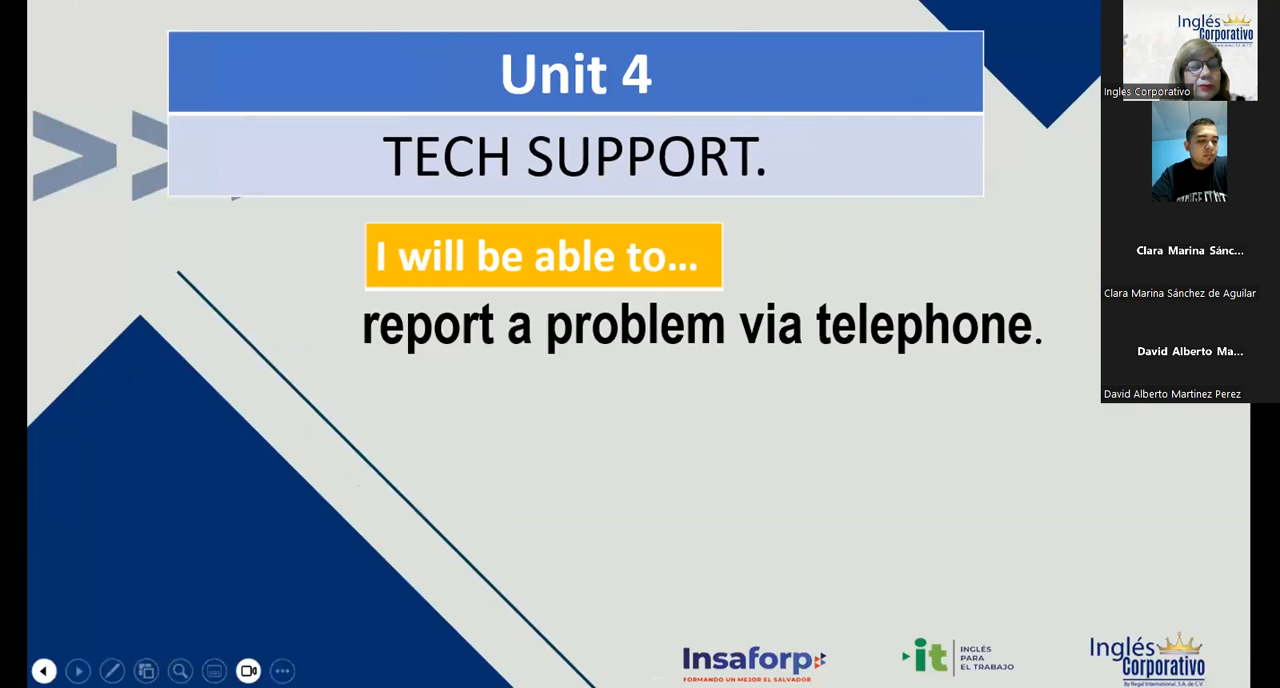 Unit 4
TECH SUPPORT.
I will be able to...
report a problem via telephone.
Inglés
Corporativo
Ingles Corporativo
Clara Marina Sánc...
Clara Marina Sánchez de Aguilar
David Alberto Ma...
David Alberto Martinez Perez
Insaforp
FORMANDO UN MEJOR EL SALVADOR
it
INGLÉS
PARA
EL TRABAJO
Inglés
Corporativo
By Regal International, S.A. de C.V.